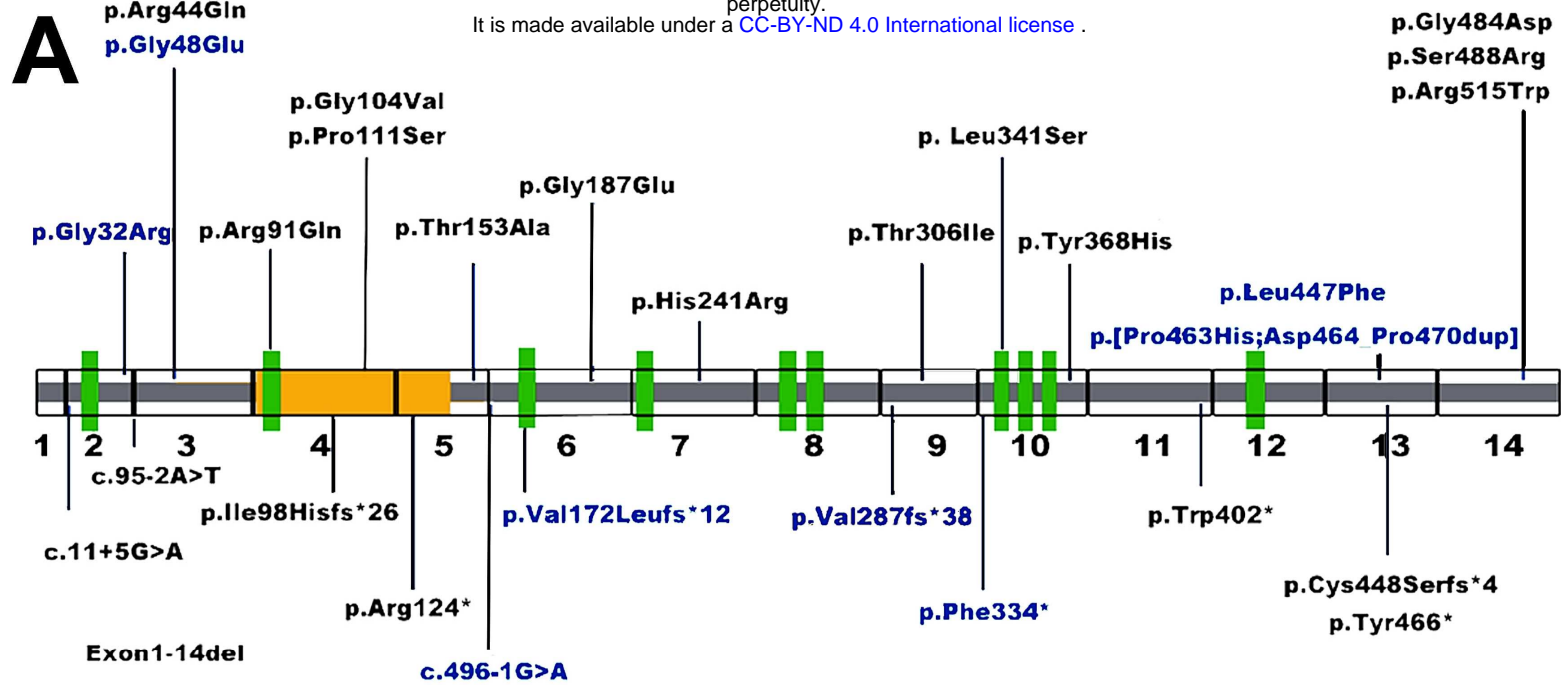 perpetuity.
It is made available under a CC-BY-ND 4.0 International license .
A
p.Arg44Gln
p.Gly48Glu
p.Gly484Asp
p.Ser488Arg
p.Arg515Trp
p.Gly104Val
p.Pro111Ser
p. Leu341Ser
p.Gly187Glu
p.Gly32Arg
p.Arg91Gln
p.Thr153Ala
p.Thr306Ile
p.Tyr368His
p.His241Arg
p.Leu447Phe
p.[Pro463His;Asp464_Pro470dup]
1 2 3 4 5 6 7 8 9 10 11 12 13 14
c.95-2A>T
p.Ile98Hisfs*26
p.Val172Leufs*12
p.Val287fs*38
p.Trp402*
c.11+5G>A
p.Arg124*
p.Phe334*
p.Cys448Serfs*4
p.Tyr466*
Exon1-14del
c.496-1G>A